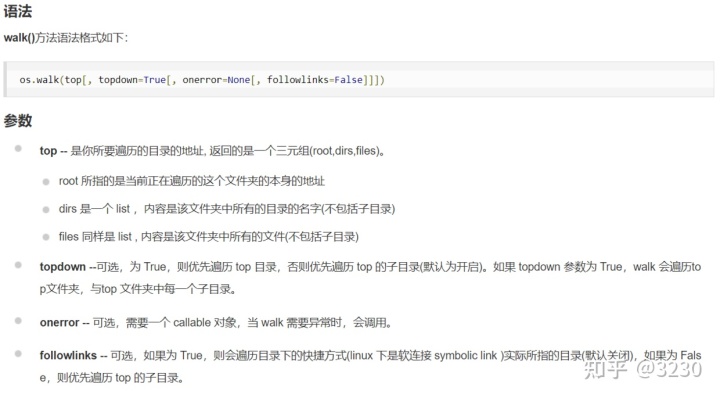 语法
walk()方法语法格式如下：
os.walk(top[, topdown=True[, onerror=None[, followlinks=False]]])
参数
top -- 是你所要遍历的目录的地址, 返回的是一个三元组(root,dirs,files)。
root 所指的是当前正在遍历的这个文件夹的本身的地址
dirs 是一个 list ，内容是该文件夹中所有的目录的名字(不包括子目录)
files 同样是 list , 内容是该文件夹中所有的文件(不包括子目录)
topdown --可选，为 True，则优先遍历 top 目录，否则优先遍历 top 的子目录(默认为开启)。如果 topdown 参数为 True，walk 会遍历to
p文件夹，与top 文件夹中每一个子目录。
onerror -- 可选，需要一个 callable 对象，当 walk 需要异常时，会调用。
followlinks -- 可选，如果为 True，则会遍历目录下的快捷方式(linux 下是软连接 symbolic link )实际所指的目录(默认关闭)，如果为 Fals
e，则优先遍历 top 的子目录。
知乎 @3230